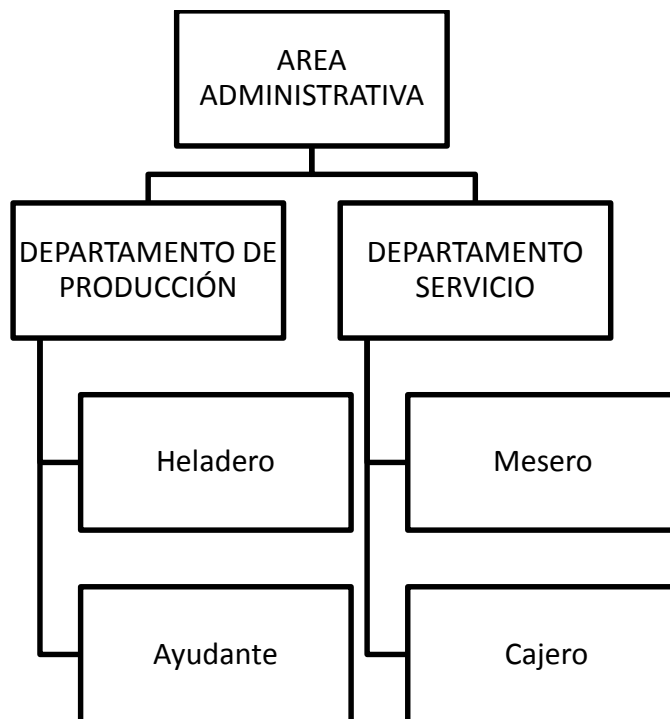 AREA
ADMINISTRATIVA
DEPARTAMENTO DE
PRODUCCIÓN
DEPARTAMENTO
SERVICIO
Heladero
Mesero
Ayudante
Cajero